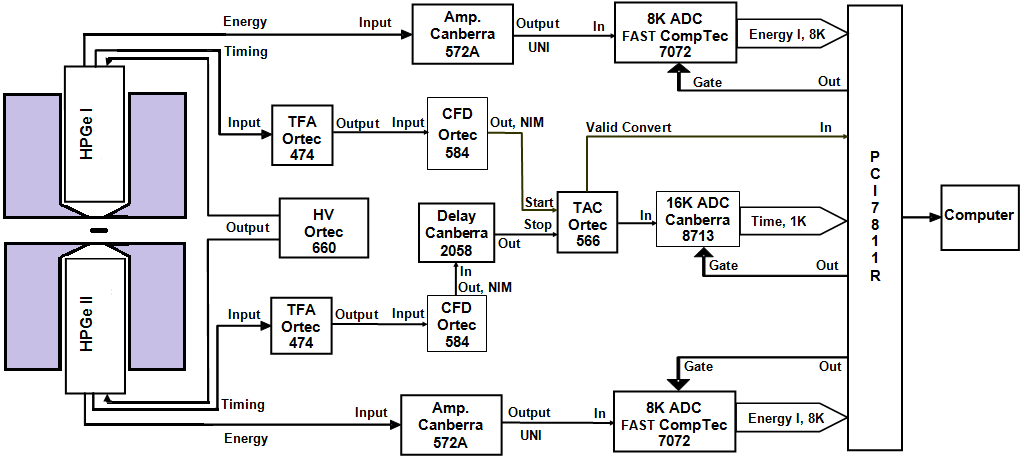 Energy
Timing
HPGe I
Input
Amp.
Canberra
572A
Output
UNI
In
8K ADC
FAST CompTec
7072
Energy I, 8K
Gate
Out
Input
TFA
Ortec
474
Output
Input
CFD
Ortec
584
Out, NIM
Valid Convert
In
Start
Stop
TAC
Ortec
566
In
16K ADC
Canberra
8713
Time, 1K
Gate
Out
HV
Ortec
660
Output
Delay
Canberra
2058
Out
In
Out, NIM
HPGe II
Input
TFA
Ortec
474
Output
Input
CFD
Ortec
584
Timing
Energy
Input
Amp.
Canberra
572A
Output
UNI
In
Gate
Out
8K ADC
FAST CompTec
7072
Energy I, 8K
P
C
I
7
8
1
1
R
Computer